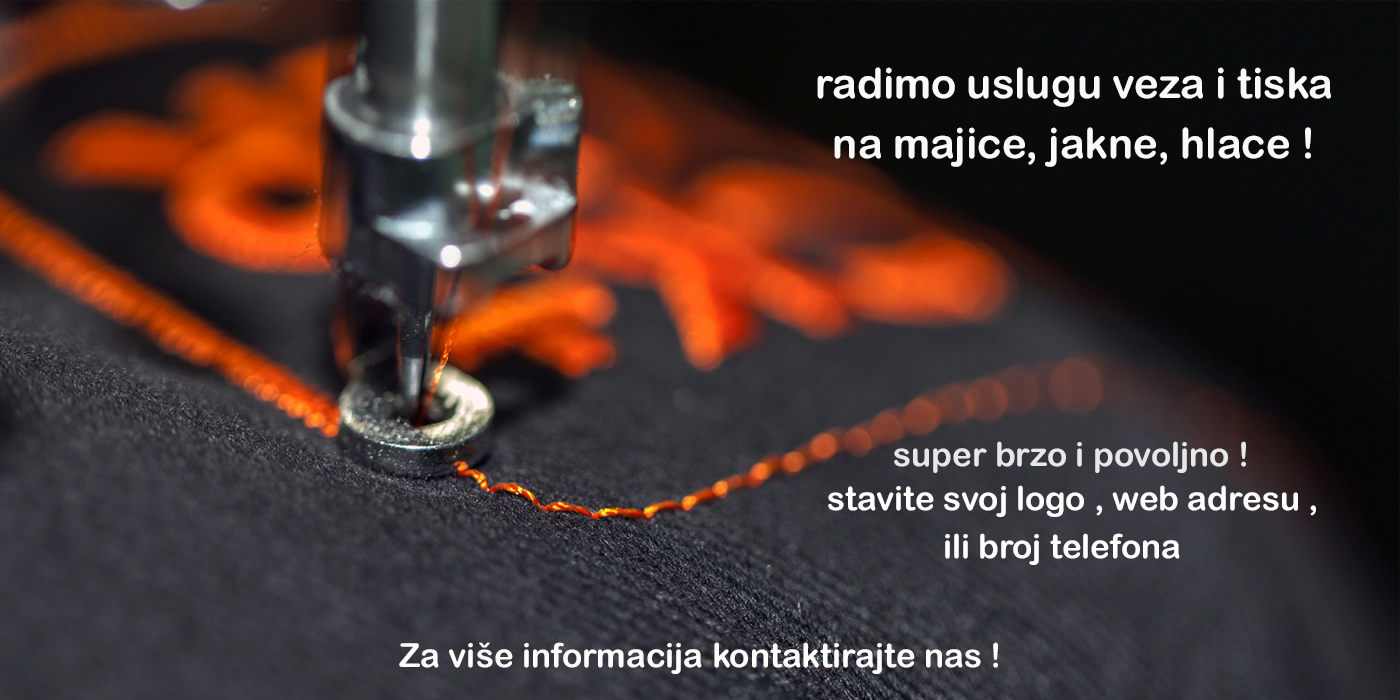 radimo uslugu veza i tiska
na majice, jakne, hlace !
super brzo i povoljno !
stavite svoj logo , web adresu ,
ili broj telefona
Za više informacija kontaktirajte nas !